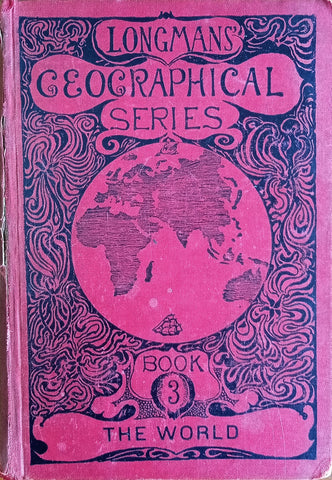 LONGMANS'
GEOGRAPHICAL
SERIES
BOOK
3
THE WORLD